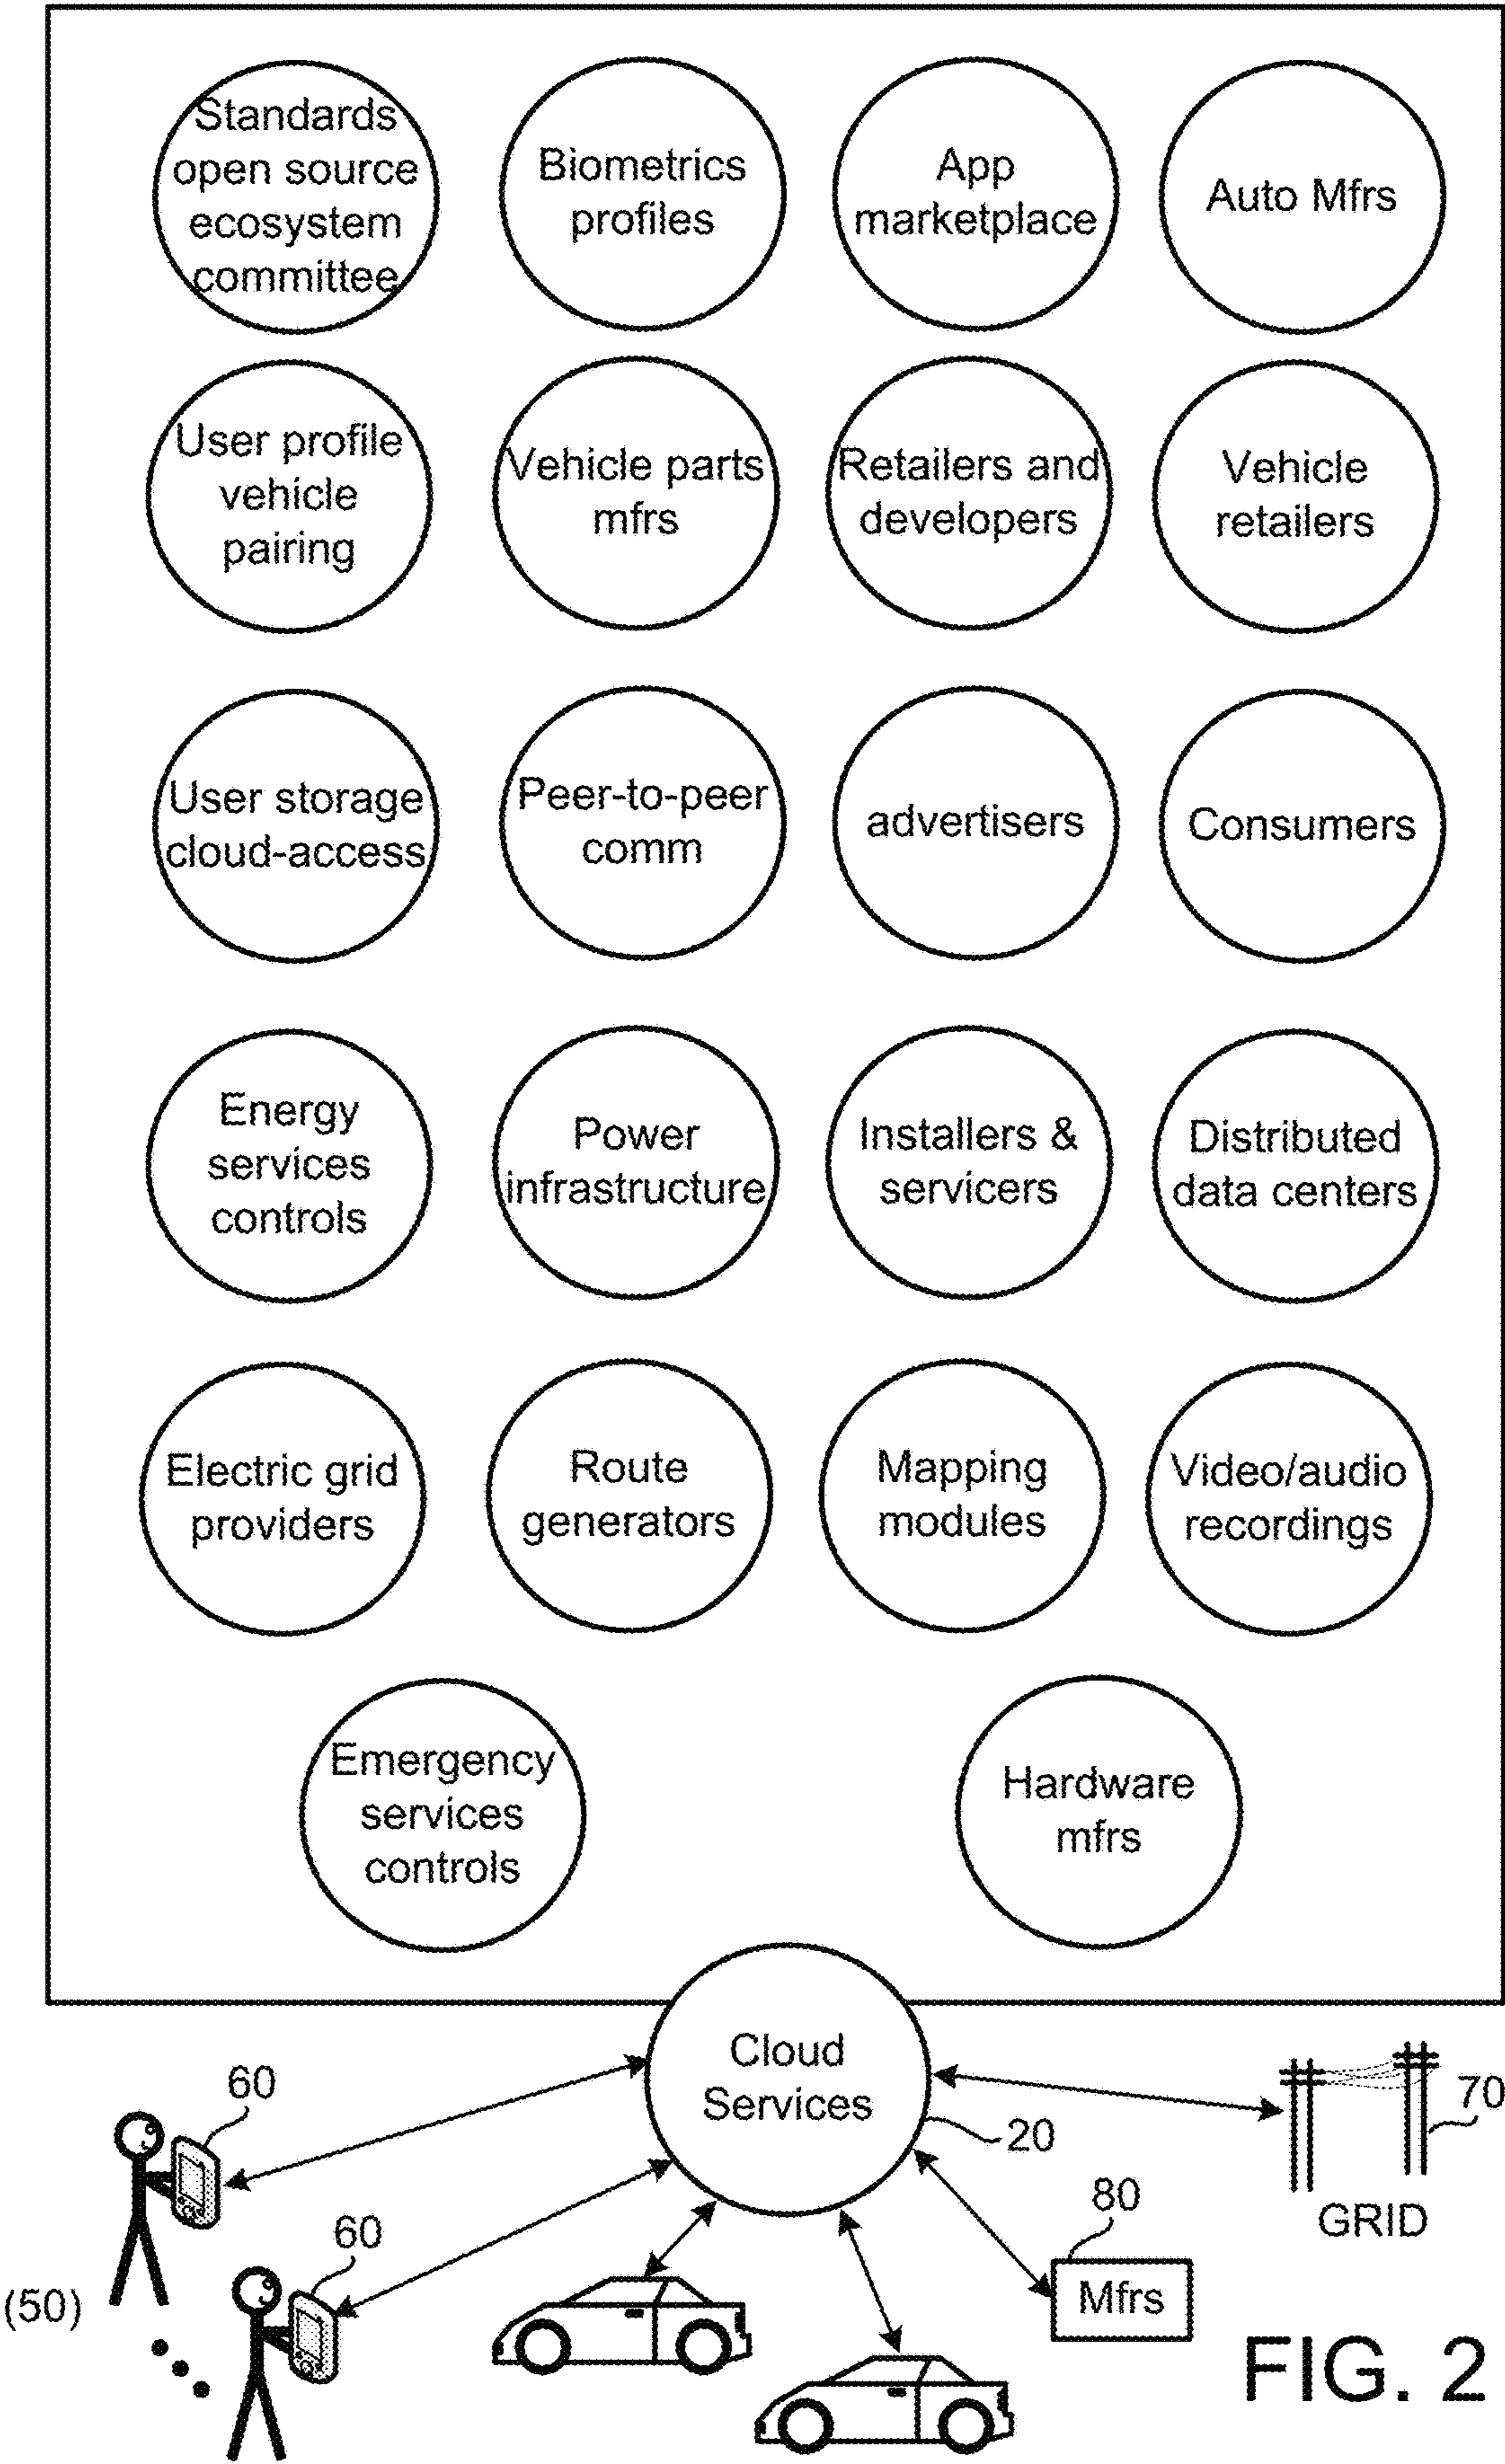 Standards
open source
ecosystem
committee
Biometrics
profiles
App
marketplace
Auto Mfrs
User profile
vehicle
pairing
Vehicle parts
mfrs
Retailers and
developers
Vehicle
retailers
User storage
cloud-access
Peer-to-peer
comm
advertisers
Consumers
Energy
services
controls
Power
infrastructure
Installers &
servicers
Distributed
data centers
Electric grid
providers
Route
generators
Mapping
modules
Video/audio
recordings
Emergency
services
controls
Hardware
mfrs
Cloud
Services
20
60
60
(50)
70
GRID
80
Mfrs
FIG. 2